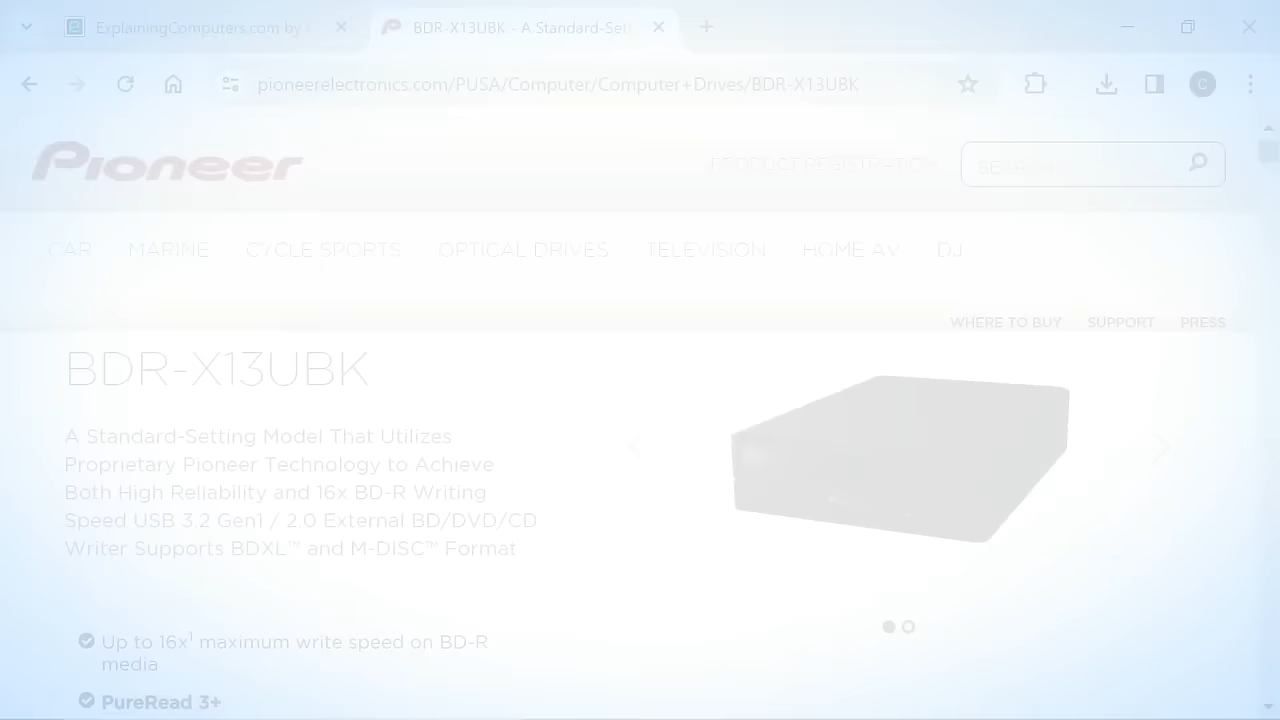 ExplainingComputers.com by
BDR-X13UBK - A Standard-Set
pioneerelectronics.com/PUSA/Computer/Computer+Drives/BDR-X13UBK
C
Pioneer
PRODUCT REGISTRATION
SEARCH
CAR MARINE CYCLE SPORTS OPTICAL DRIVES TELEVISION HOME AV DJ
WHERE TO BUY SUPPORT PRESS
BDR-X13UBK
A Standard-Setting Model That Utilizes
Proprietary Pioneer Technology to Achieve
Both High Reliability and 16x BD-R Writing
Speed USB 3.2 Gen1 / 2.0 External BD/DVD/CD
Writer Supports BDXL™ and M-DISC™ Format
Up to 16x¹ maximum write speed on BD-R
media
PureRead 3+